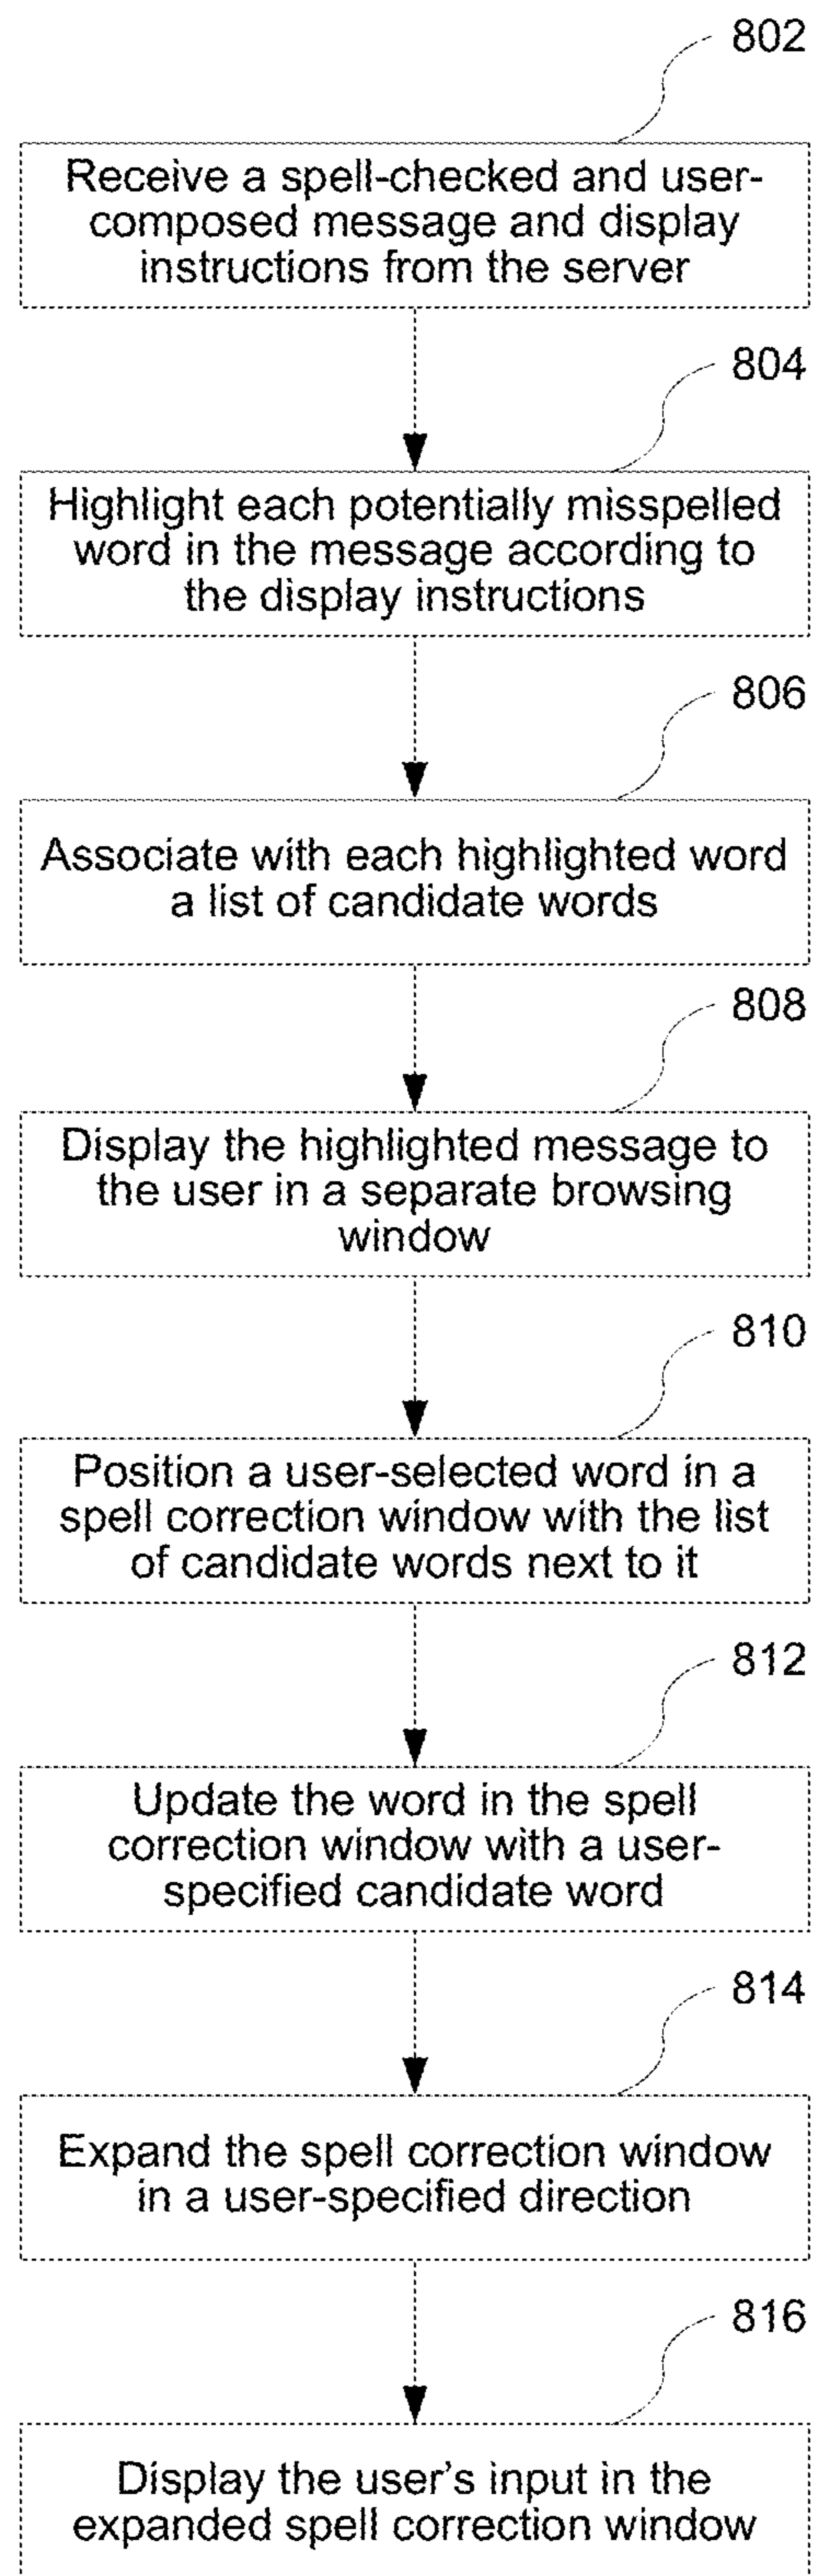 802
Receive a spell-checked and user-
composed message and display
instructions from the server
804
Highlight each potentially misspelled
word in the message according to
the display instructions
806
Associate with each highlighted word
a list of candidate words
808
Display the highlighted message to
the user in a separate browsing
window
810
Position a user-selected word in a
spell correction window with the list
of candidate words next to it
812
Update the word in the spell
correction window with a user-
specified candidate word
814
Expand the spell correction window
in a user-specified direction
816
Display the user's input in the
expanded spell correction window